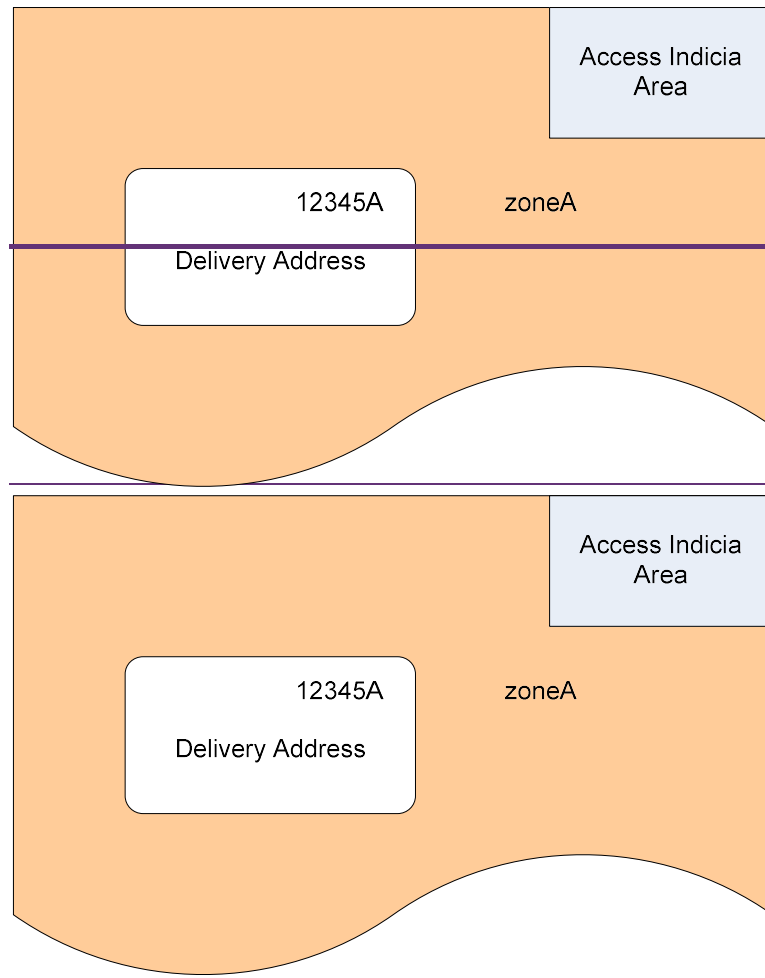 Access Indicia
Area
12345A
zoneA
Delivery Address
Access Indicia
Area
12345A
zoneA
Delivery Address